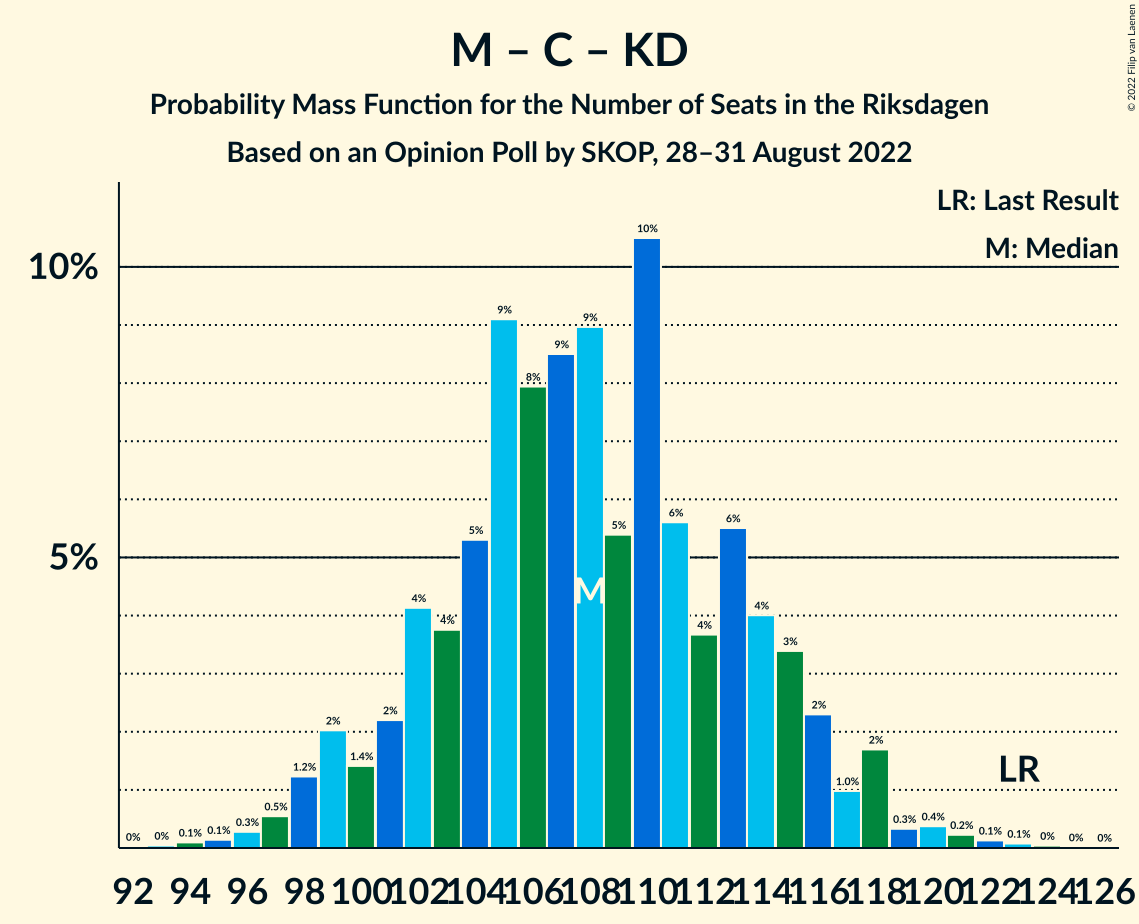 M – C – KD
Probability Mass Function for the Number of Seats in the Riksdagen
Based on an Opinion Poll by SKOP, 28–31 August 2022
© 2022 Filip van Laenen
LR: Last Result
M: Median
10%
5%
0% 0% 0.1% 0.1% 0.3% 0.5% 1.2% 2% 1.4% 2% 4% 4% 5% 9% 8% 9% 9% 5% 10% 6% 4% 6% 4% 3% 2% 1.0% 2% 0.3% 0.4% 0.2% 0.1% 0.1% 0% 0% 0%
M
LR
92 94 96 98 100 102 104 106 108 110 112 114 116 118 120 122 124 126